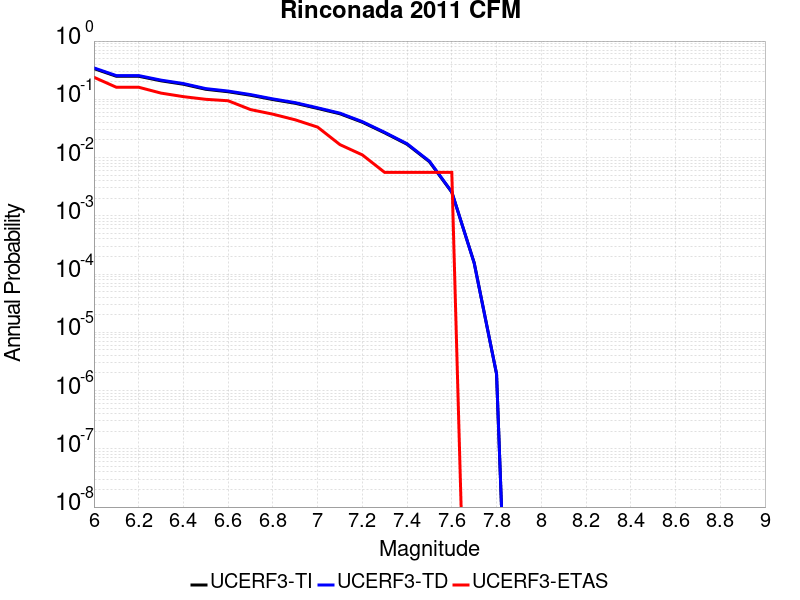 Rinconada 2011 CFM
10^0
10^-1
10^-2
10^-3
10^-4
10^-5
10^-6
10^-7
10^-8
Annual Probability
6 6.2 6.4 6.6 6.8 7 7.2 7.4 7.6 7.8 8 8.2 8.4 8.6 8.8 9
Magnitude
UCERF3-TI UCERF3-TD UCERF3-ETAS